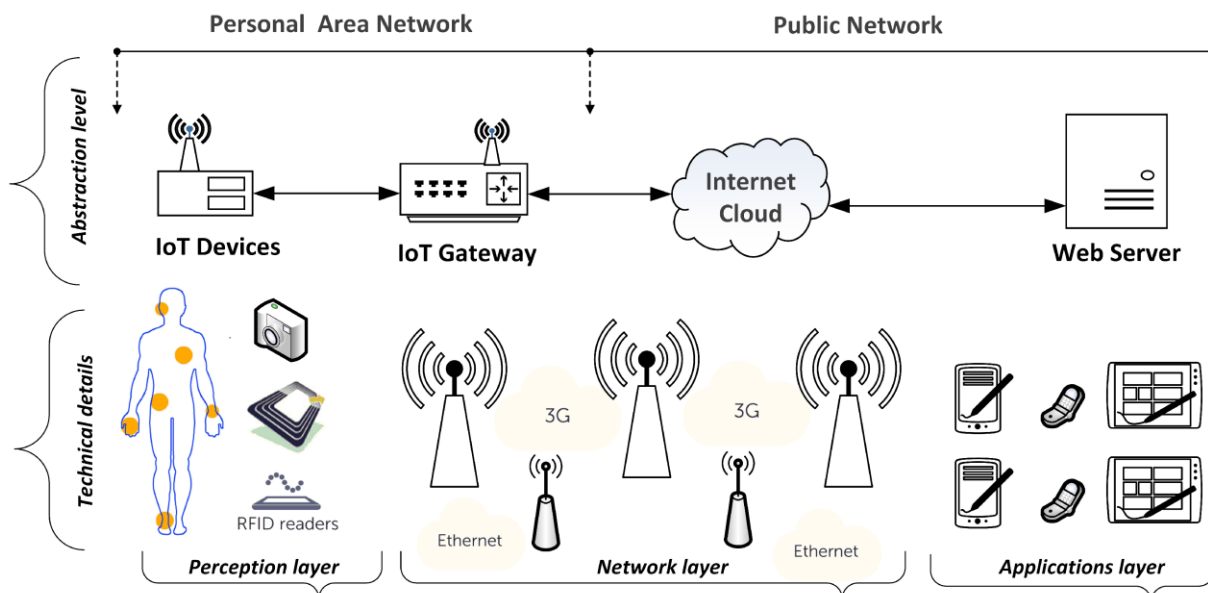 Personal Area Network
Public Network
Abstraction level
Internet
Cloud
IoT Devices
IoT Gateway
Web Server
Technical details
3G
3G
RFID readers
Ethernet
Ethernet
Perception layer
Network layer
Applications layer